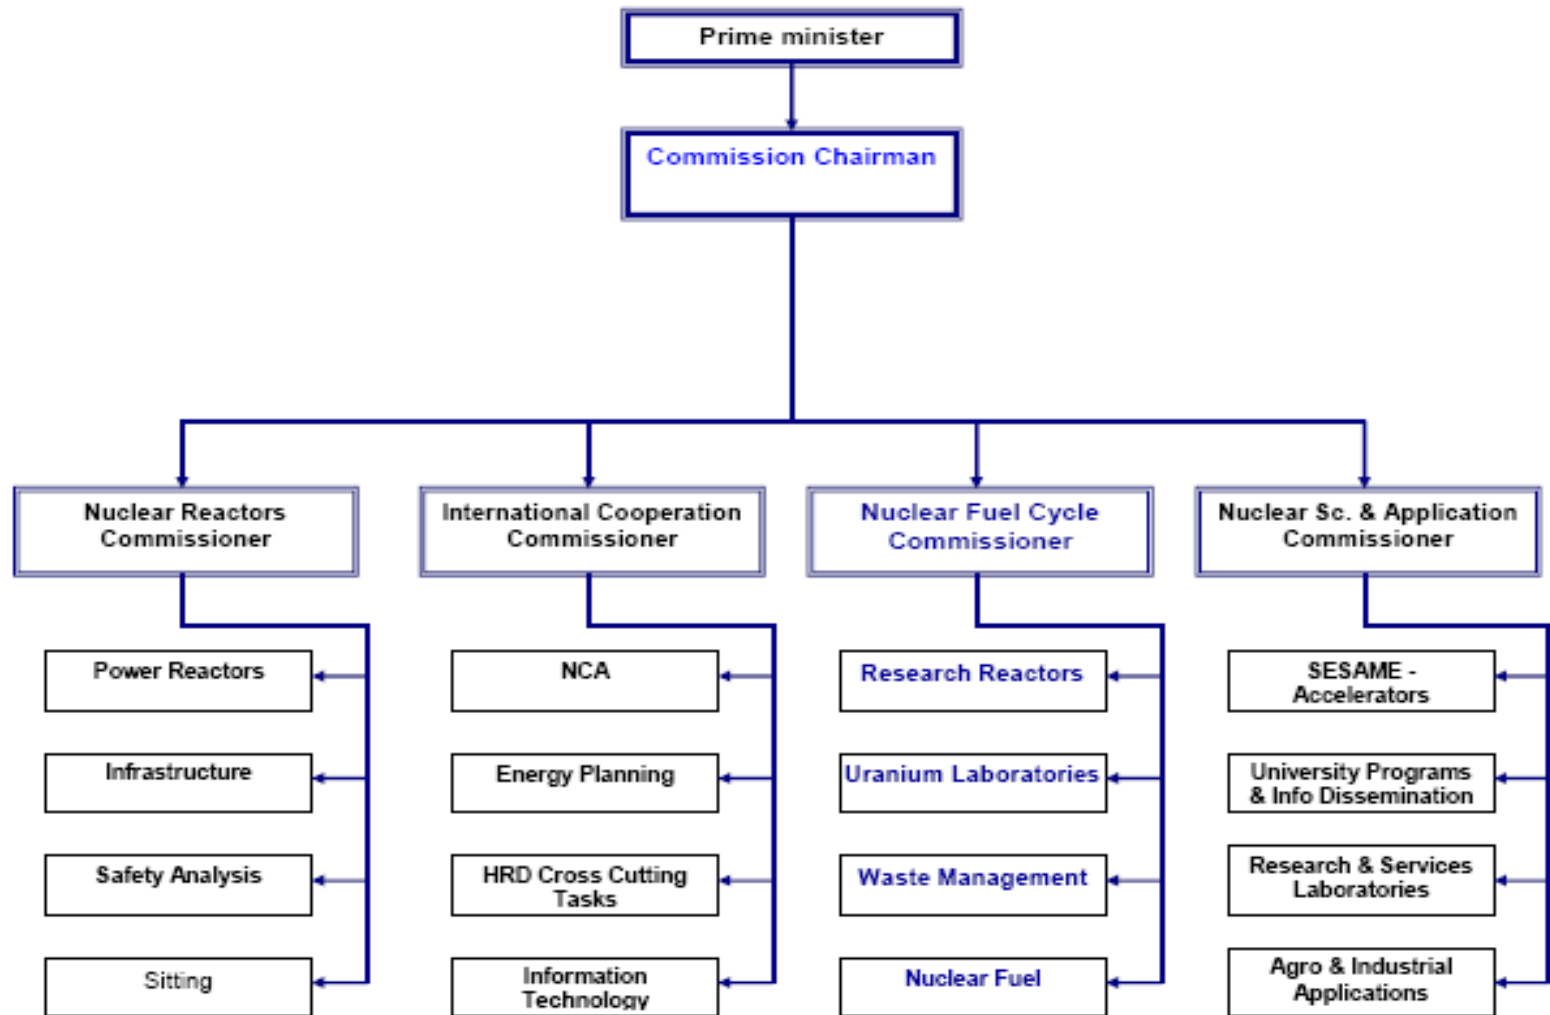 Prime minister
Commission Chairman
Nuclear Reactors
Commissioner
International Cooperation
Commissioner
Nuclear Fuel Cycle
Commissioner
Nuclear Sc. & Application
Commissioner
Power Reactors
Infrastructure
Safety Analysis
Sitting
NCA
Energy Planning
HRD Cross Cutting
Tasks
Information
Technology
Research Reactors
Uranium Laboratories
Waste Management
Nuclear Fuel
SESAME -
Accelerators
University Programs
& Info Dissemination
Research & Services
Laboratories
Agro & Industrial
Applications